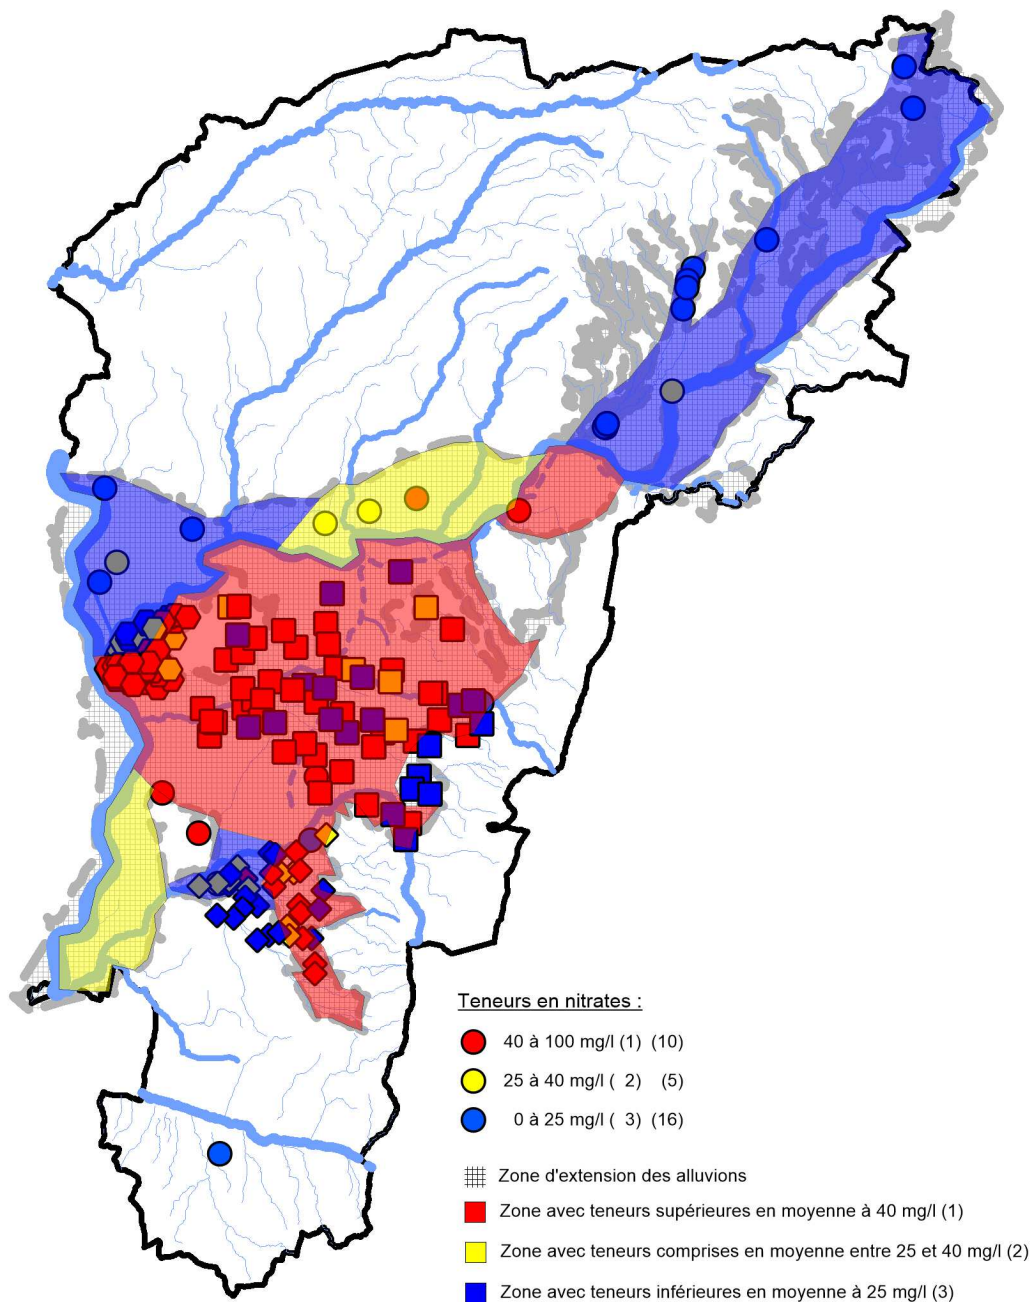 Teneurs en nitrates :
40 à 100 mg/l (1) (10)
25 à 40 mg/l ( 2) (5)
0 à 25 mg/l ( 3) (16)
Zone d'extension des alluvions
Zone avec teneurs supérieures en moyenne à 40 mg/l (1)
Zone avec teneurs comprises en moyenne entre 25 et 40 mg/l (2)
Zone avec teneurs inférieures en moyenne à 25 mg/l (3)